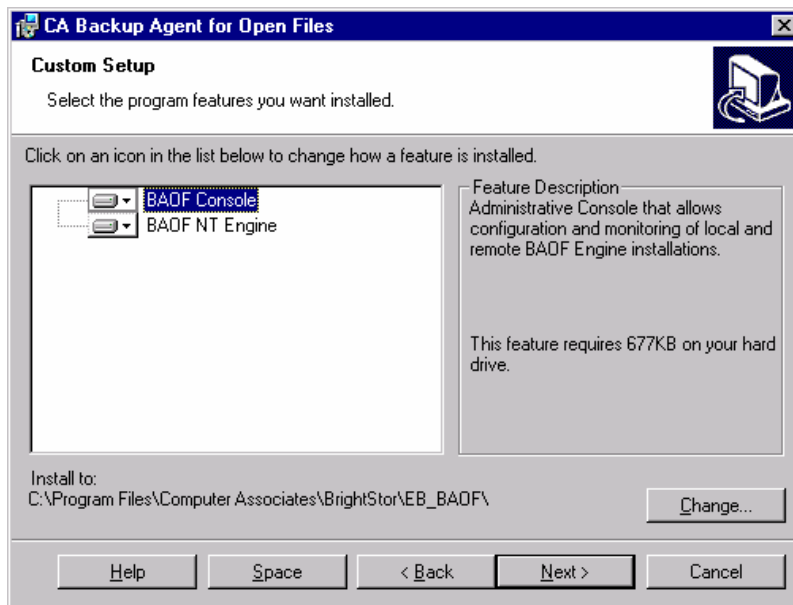 CA Backup Agent for Open Files
Custom Setup
Select the program features you want installed.
Click on an icon in the list below to change how a feature is installed.
BAOF Console
BAOF NT Engine
Feature Description
Administrative Console that allows
configuration and monitoring of local and
remote BAOF Engine installations.
This feature requires 677KB on your hard
drive.
Install to:
C:\Program Files\Computer Associates\BrightStor\EB_BAOF\
Change...
Help
Space
< Back
Next >
Cancel